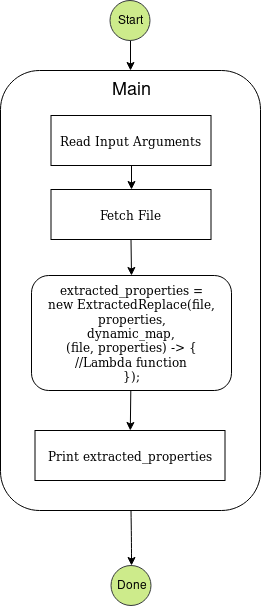 Start
Main
Read Input Arguments
Fetch File
extracted_properties =
new ExtractedReplace(file,
properties,
dynamic_map,
(file, properties) -> {
//Lambda function
});
Print extracted_properties
Done